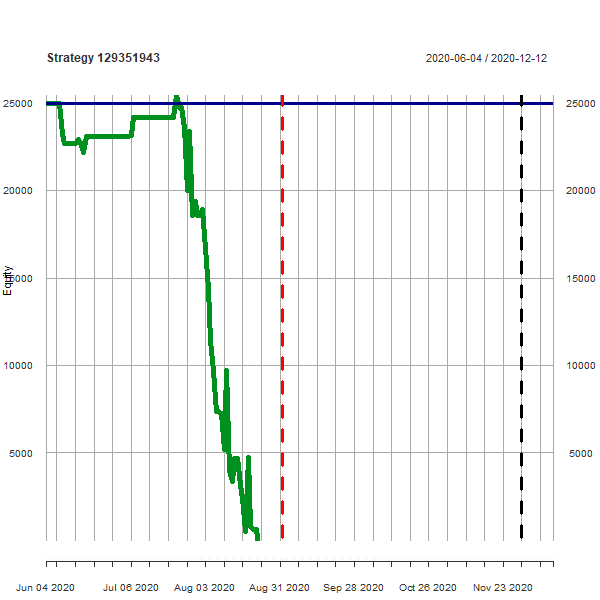 Strategy 129351943
2020-06-04 / 2020-12-12
25000
25000
20000
20000
15000
15000
Equity
10000
10000
5000
5000
Jun 04 2020
Jul 06 2020
Aug 03 2020
Aug 31 2020
Sep 28 2020
Oct 26 2020
Nov 23 2020